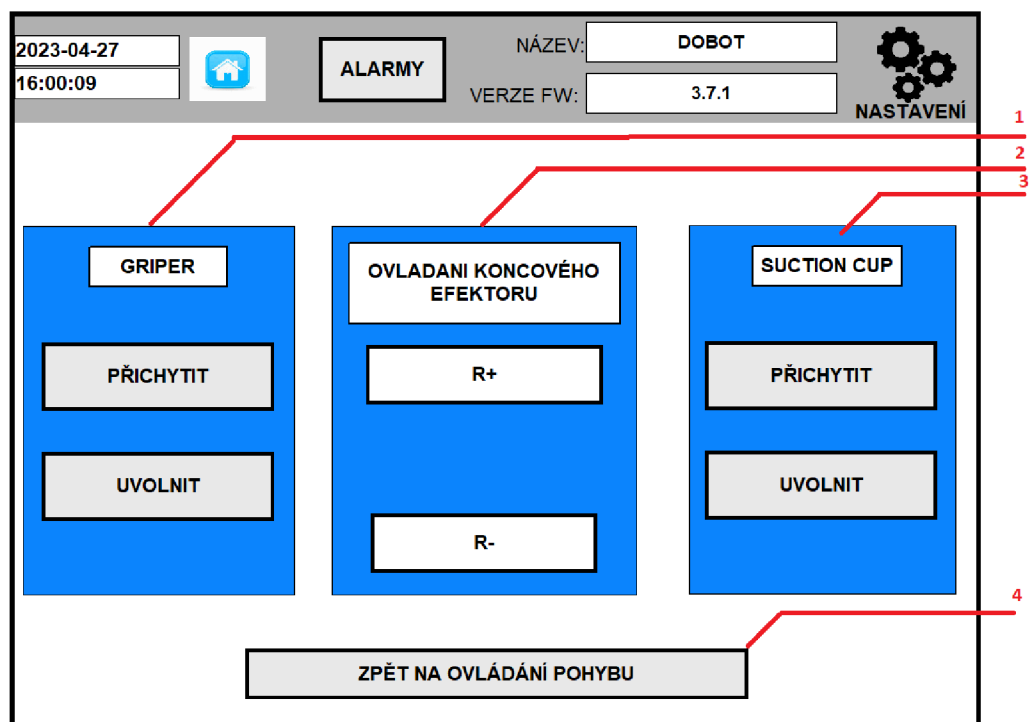 2023-04-27
16:00:09
ALARMY
NÁZEV:
DOBOT
VERZE FW:
3.7.1
NASTAVENÍ
1
2
3
GRIPER
PŘICHYTIT
UVOLNIT
OVLADANI KONCOVÉHO
EFEKTORU
R+
R-
SUCTION CUP
PŘICHYTIT
UVOLNIT
4
ZPĚT NA OVLÁDÁNÍ POHYBU